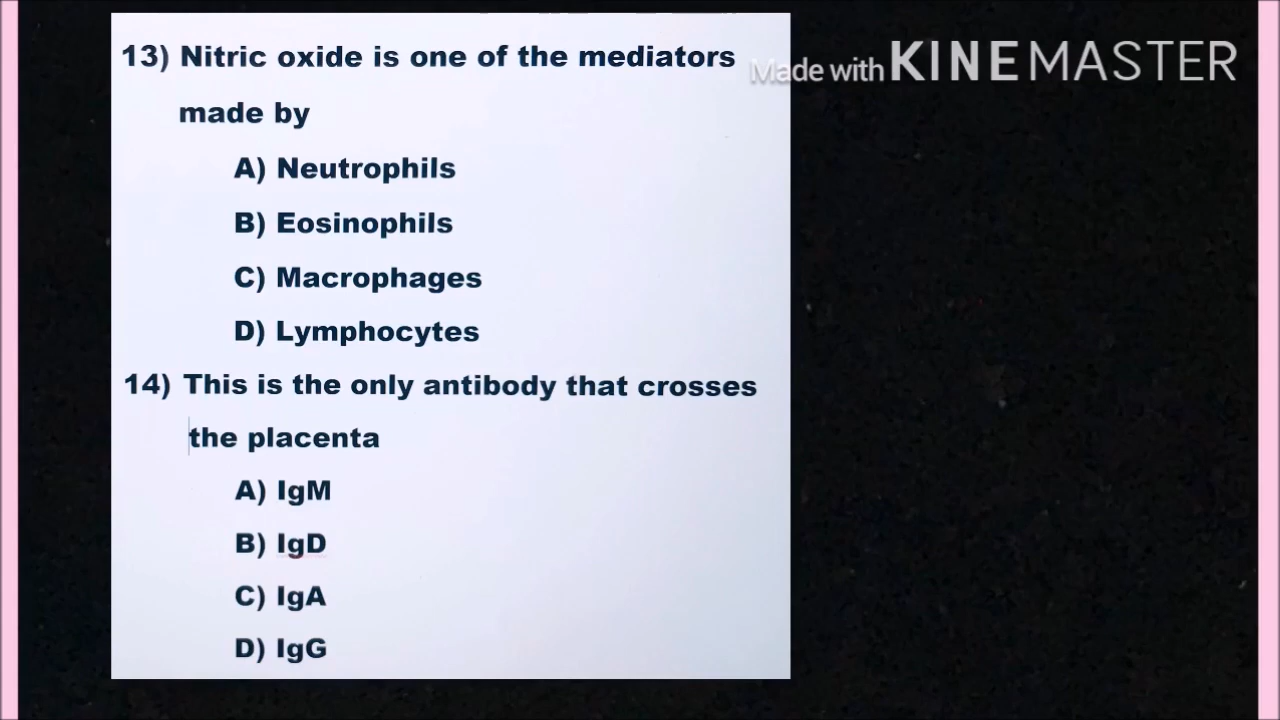 13) Nitric oxide is one of the mediators
made by
A) Neutrophils
B) Eosinophils
C) Macrophages
D) Lymphocytes
14) This is the only antibody that crosses
the placenta
A) IgM
B) IgD
C) IgA
D) IgG
Made with KINEMASTER